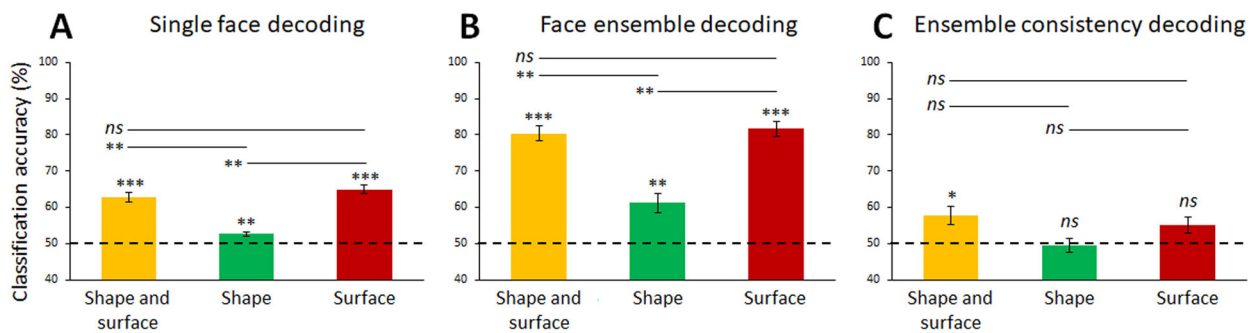 A Single face decoding
B Face ensemble decoding
C Ensemble consistency decoding
Classification accuracy (%)
100
90
80
70
60
50
40
ns
**
**
***
**
***
Shape and
surface
Shape
Surface
100
90
80
70
60
50
40
ns
**
**
***
**
***
Shape and
surface
Shape
Surface
100
90
80
70
60
50
40
ns
ns
ns
*
ns
ns
Shape and
surface
Shape
Surface